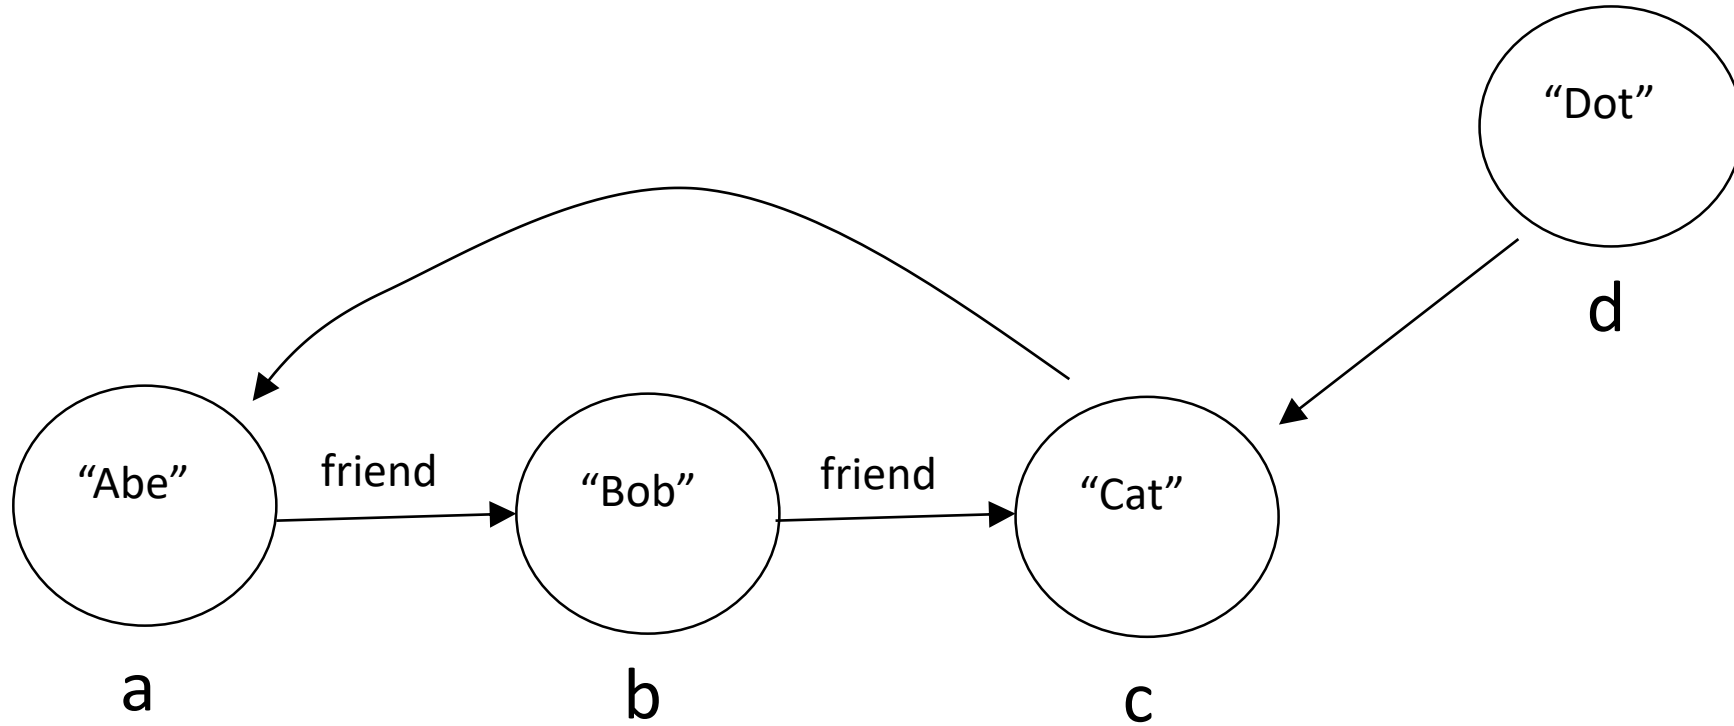 “Dot”
d
“Abe”
friend
“Bob”
friend
“Cat”
a
b
c